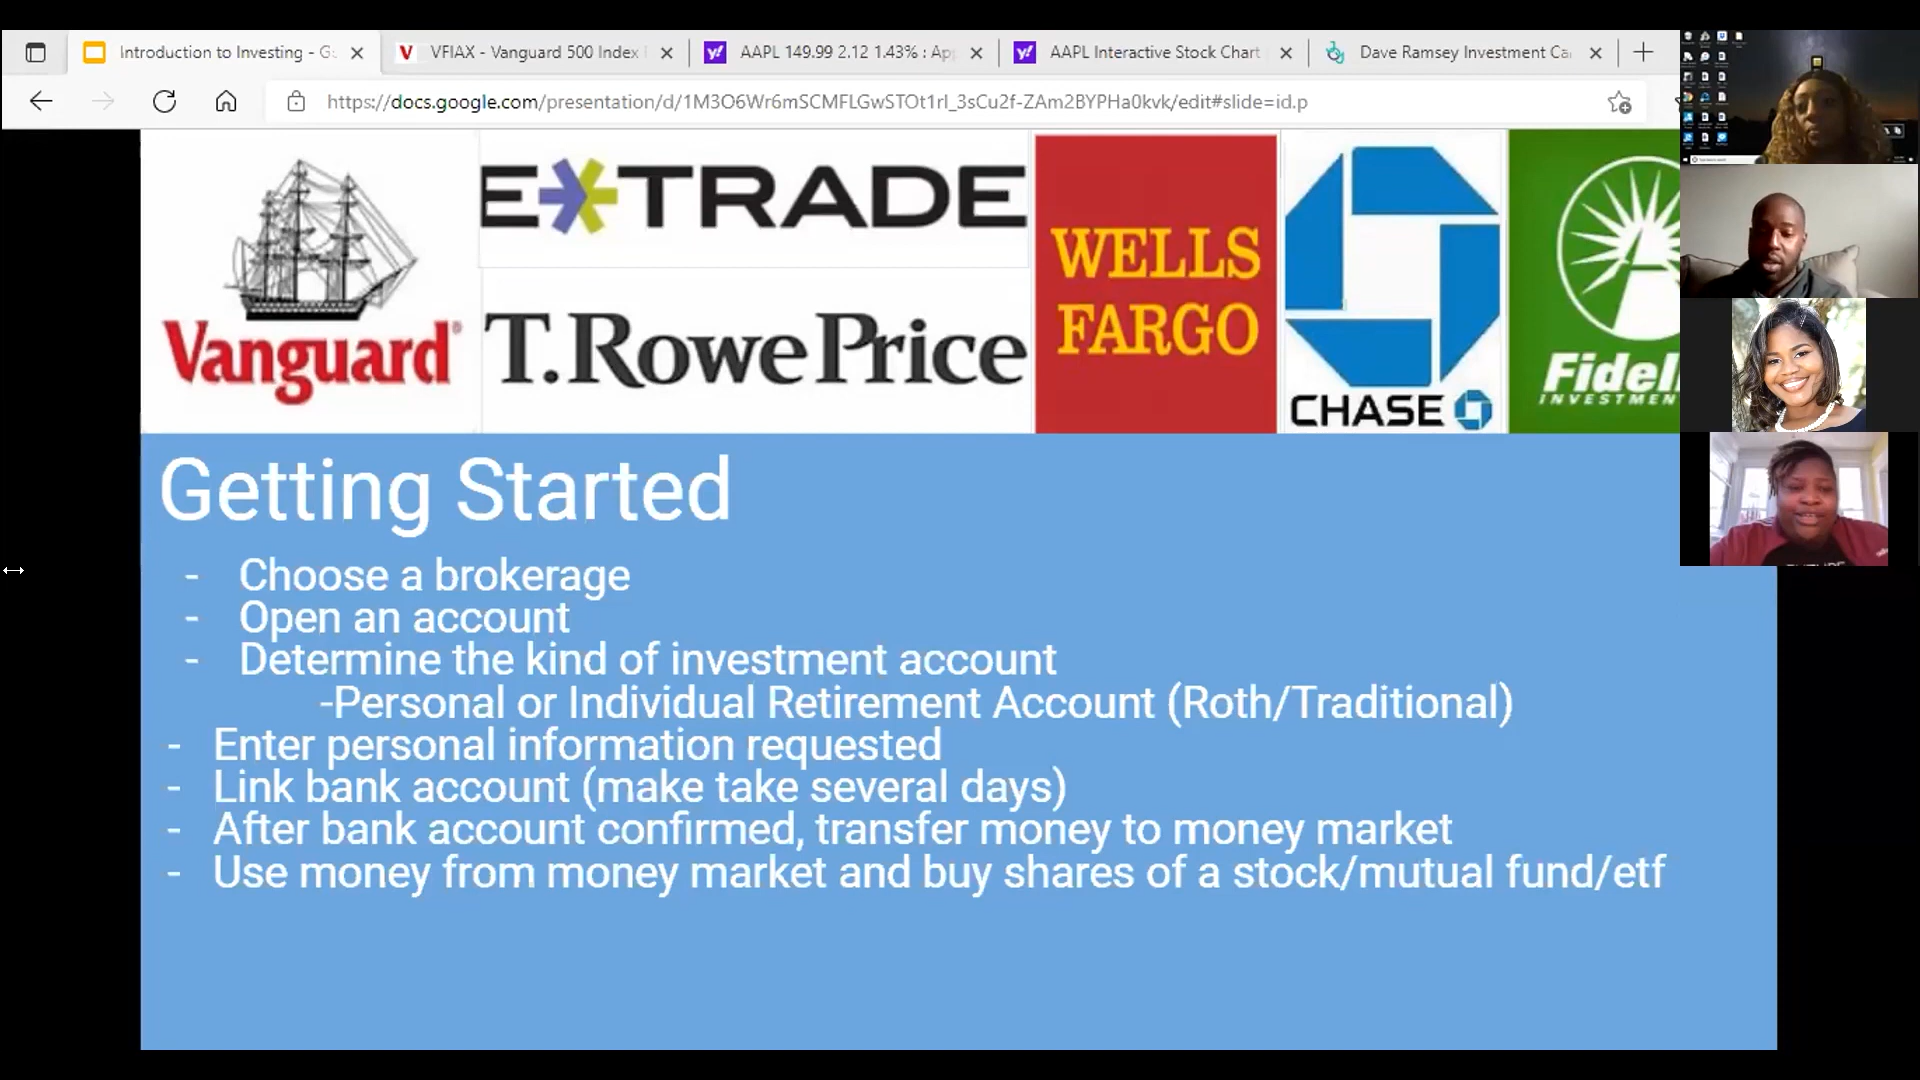 Introduction to Investing - G
VFIAX - Vanguard 500 Index
AAPL 149.99 2.12 1.43% : Ap
AAPL Interactive Stock Chart
Dave Ramsey Investment Ca
https://docs.google.com/presentation/d/1M3O6Wr6mSCMFLGwSTOt1rI_3sCu2f-ZAm2BYPHa0kvk/edit#slide=id.p
Vanguard
E*TRADE
T.RowePrice
WELLS
FARGO
CHASE
Fideli
INVESTMEN
Getting Started
- Choose a brokerage
- Open an account
- Determine the kind of investment account
-Personal or Individual Retirement Account (Roth/Traditional)
- Enter personal information requested
- Link bank account (make take several days)
- After bank account confirmed, transfer money to money market
- Use money from money market and buy shares of a stock/mutual fund/etf